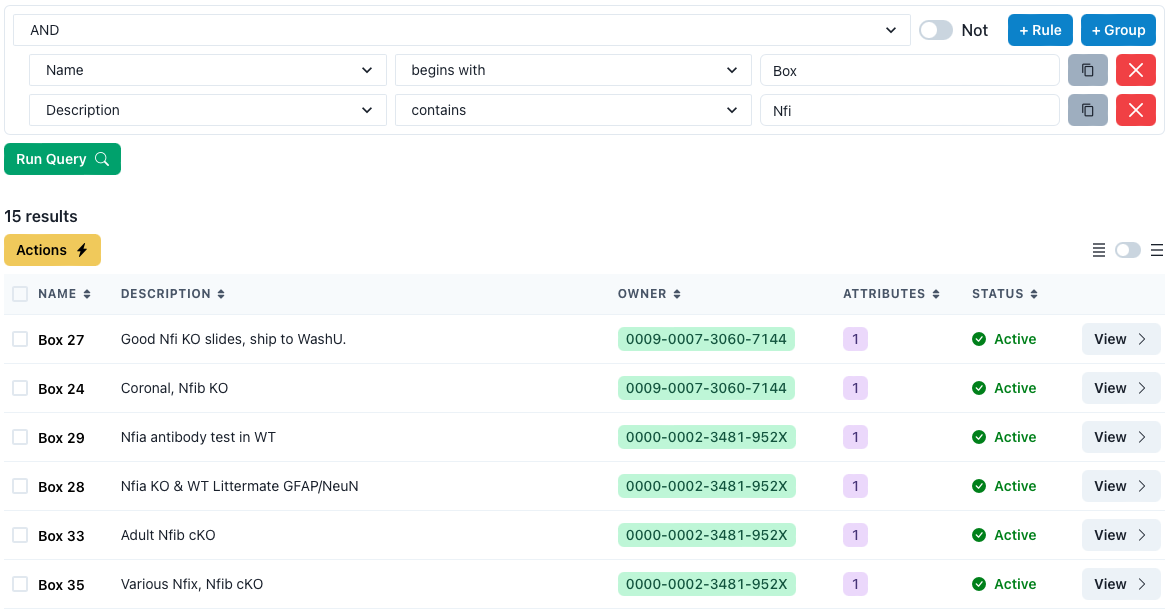 AND Not + Rule + Group
Name begins with Box
Description contains Nfi
Run Query
15 results
Actions
NAME DESCRIPTION OWNER ATTRIBUTES STATUS
Box 27 Good Nfi KO slides, ship to WashU. 0009-0007-3060-7144 1 Active View
Box 24 Coronal, Nfib KO 0009-0007-3060-7144 1 Active View
Box 29 Nfia antibody test in WT 0000-0002-3481-952X 1 Active View
Box 28 Nfia KO & WT Littermate GFAP/NeuN 0000-0002-3481-952X 1 Active View
Box 33 Adult Nfib cKO 0000-0002-3481-952X 1 Active View
Box 35 Various Nfix, Nfib cKO 0000-0002-3481-952X 1 Active View